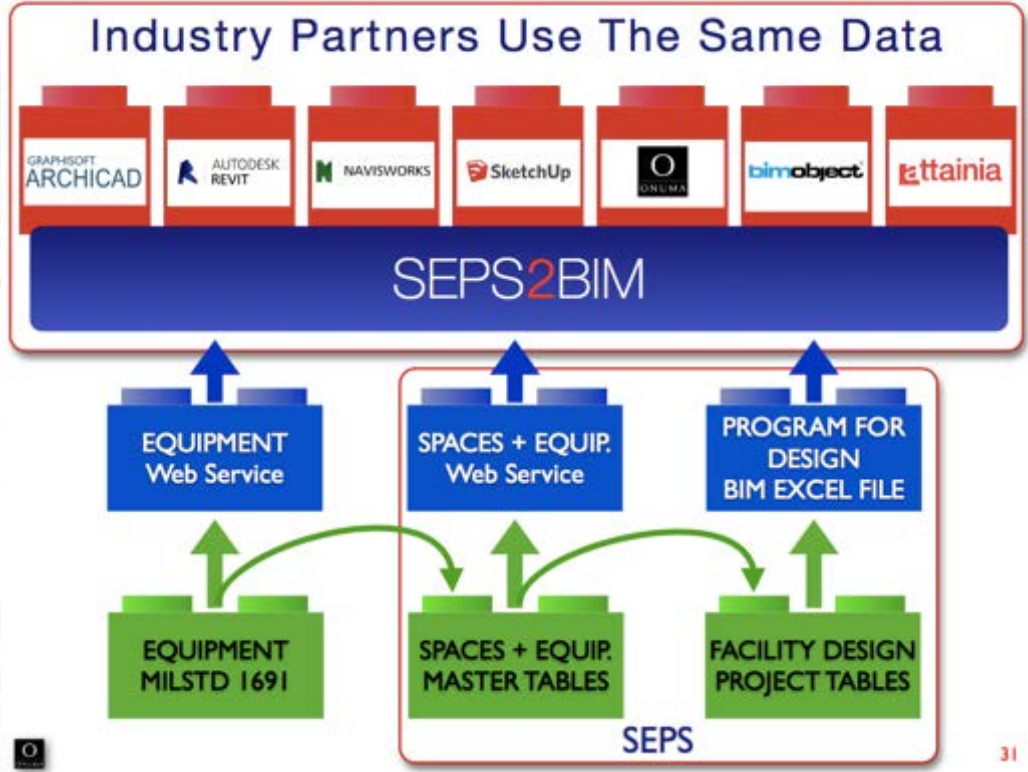 Industry Partners Use The Same Data
GRAPHISOFT
ARCHICAD
AUTODESK
REVIT
NAVISWORKS
SketchUp
O
ONUMA
bimobject
attainia
SEPS2BIM
EQUIPMENT
Web Service
SPACES + EQUIP.
Web Service
PROGRAM FOR
DESIGN
BIM EXCEL FILE
EQUIPMENT
MILSTD 1691
SPACES + EQUIP.
MASTER TABLES
FACILITY DESIGN
PROJECT TABLES
SEPS
O
ONUMA
31